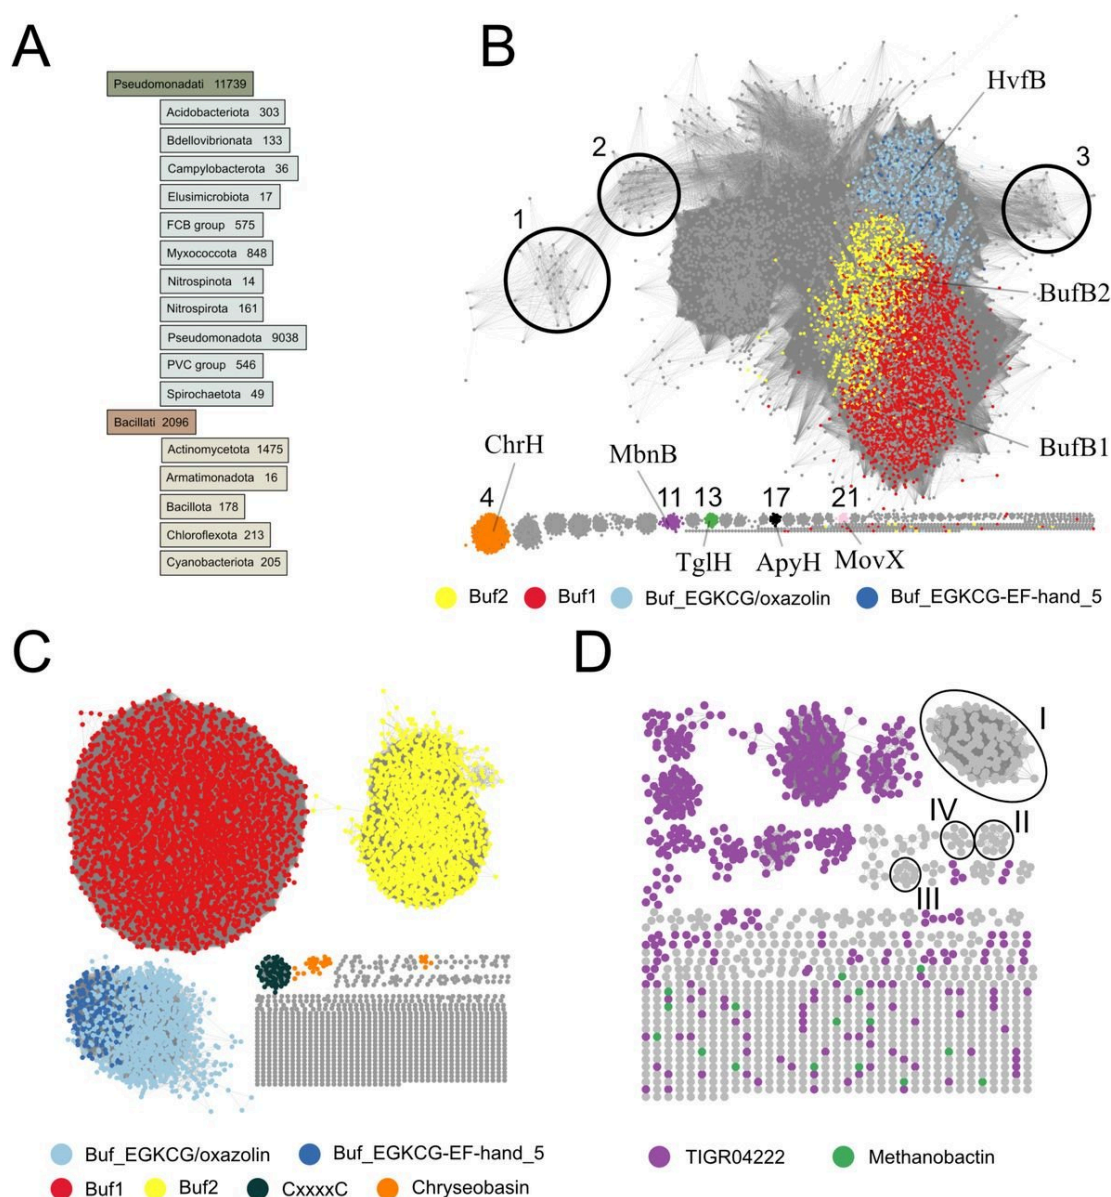 A
Pseudomonadati 11739
Acidobacteriota 303
Bdellovibrionata 133
Campylobacterota 36
Elusimicrobiota 17
FCB group 575
Myxococcota 848
Nitrospinota 14
Nitrospirota 161
Pseudomonadota 9038
PVC group 546
Spirochaetota 49
Bacillati 2096
Actinomycetota 1475
Armatimonadota 16
Bacillota 178
Chloroflexota 213
Cyanobacteriota 205
B
HvfB
2
3
1
BufB2
BufB1
ChrH
MbnB
4
11
13
17
21
TglH
ApyH
MovX
Buf2
Buf1
Buf_EGKCG/oxazolin
Buf_EGKCG-EF-hand_5
C
Buf_EGKCG/oxazolin
Buf_EGKCG-EF-hand_5
Buf1
Buf2
CxxxxC
Chryseobasin
D
I
IV
II
III
TIGR04222
Methanobactin